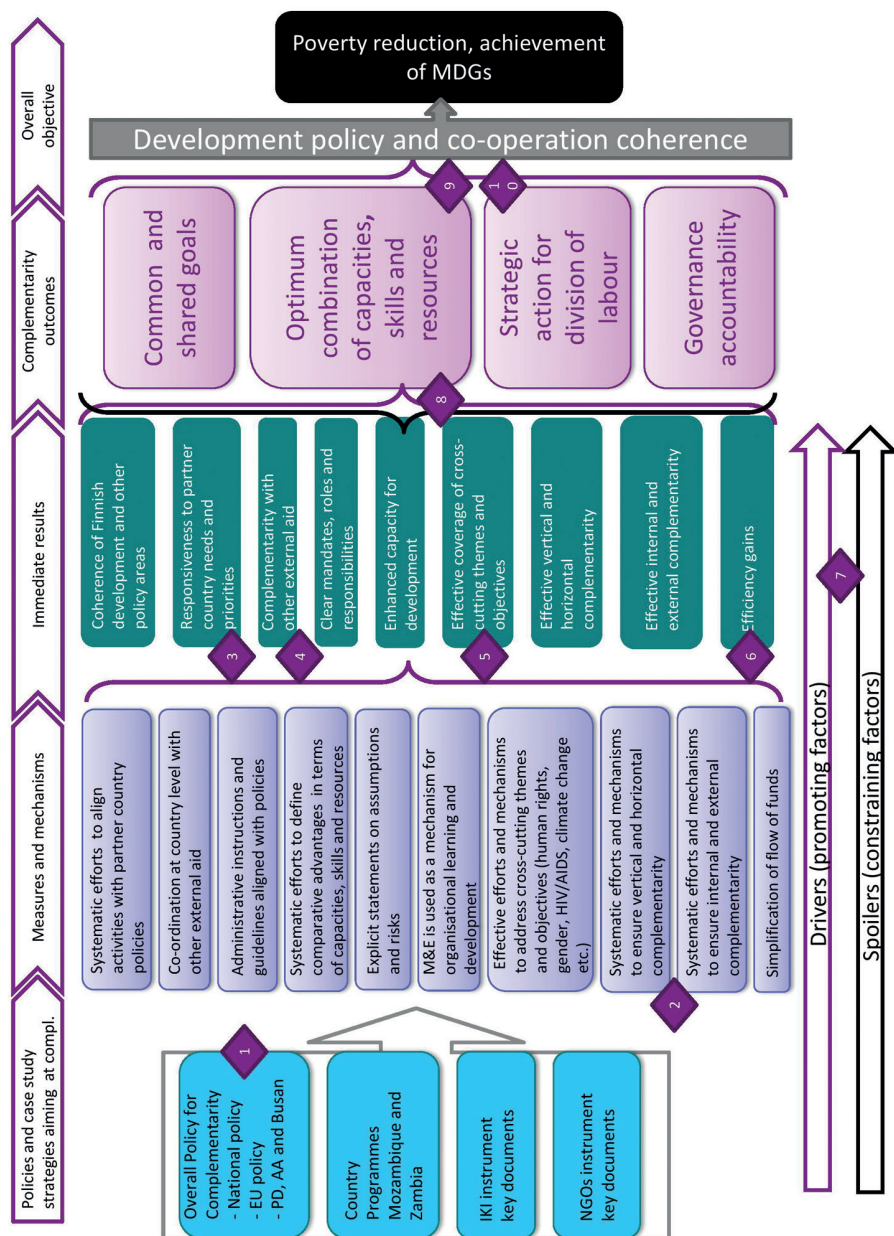 Policies and case study
strategies aiming at compl.
Measures and mechanisms
Immediate results
Complementarity
outcomes
Overall
objective
Overall Policy for
Complementarity
- National policy
- EU policy
- PD, AA and Busan
1
Country
Programmes
Mozambique and
Zambia
IKI instrument
key documents
NGOs instrument
key documents
Systematic efforts to align
activities with partner country
policies
Co-ordination at country level with
other external aid
Administrative instructions and
guidelines aligned with policies
Systematic efforts to define
comparative advantages in terms
of capacities, skills and resources
Explicit statements on assumptions
and risks
M&E is used as a mechanism for
organisational learning and
development
Effective efforts and mechanisms
to address cross-cutting themes
and objectives (human rights,
gender, HIV/AIDS, climate change
etc.)
Systematic efforts and mechanisms
to ensure vertical and horizontal
complementarity
2
Systematic efforts and mechanisms
to ensure internal and external
complementarity
Simplification of flow of funds
3
4
5
6
Coherence of Finnish
development and other
policy areas
Responsiveness to partner
country needs and
priorities
Complementarity with
other external aid
Clear mandates, roles and
responsibilities
Enhanced capacity for
development
Effective coverage of cross-
cutting themes and
objectives
Effective vertical and
horizontal
complementarity
Effective internal and
external complementarity
Efficiency gains
8
Common and
shared goals
Optimum
combination
of capacities,
skills and
resources
9
Strategic
action for
division of
labour
1
0
Governance
accountability
Development policy and co-operation coherence
Poverty reduction, achievement
of MDGs
Drivers (promoting factors)
7
Spoilers (constraining factors)